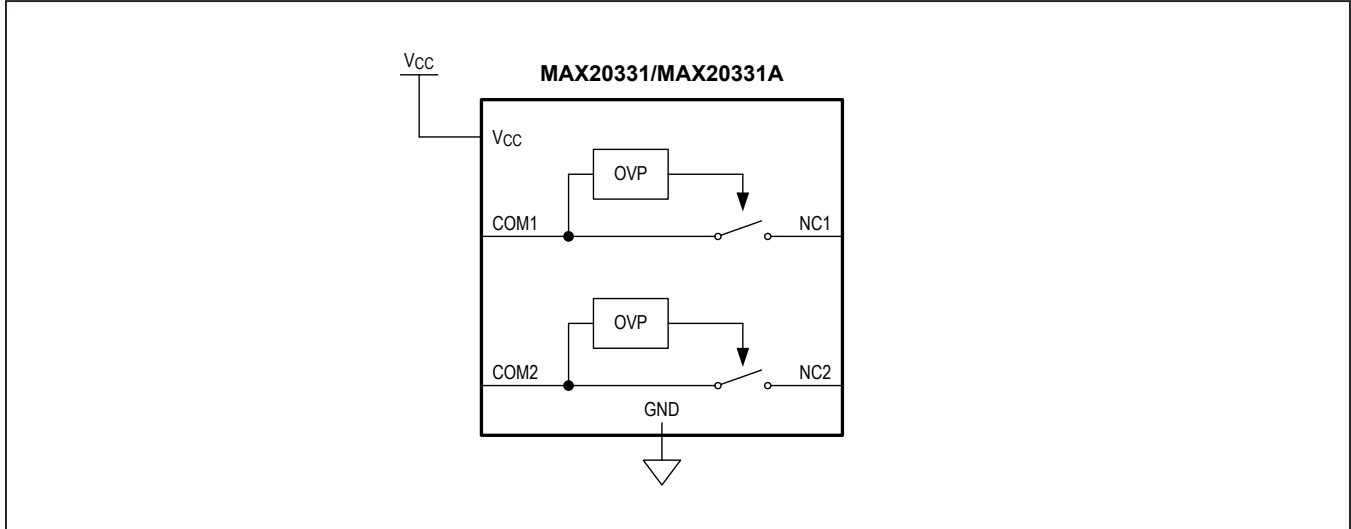 VCC
MAX20331/MAX20331A
VCC
OVP
COM1
NC1
OVP
COM2
NC2
GND